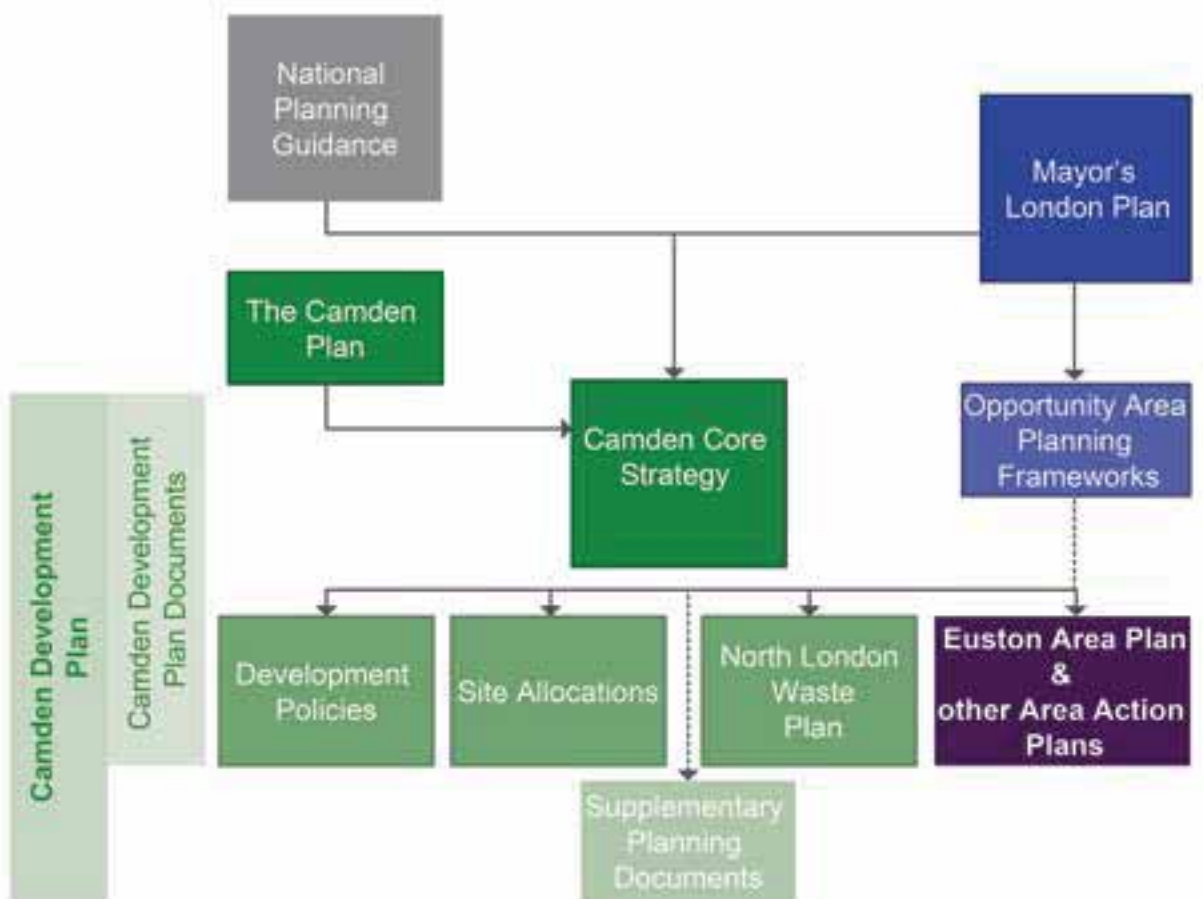 National
Planning
Guidance
Mayor's
London Plan
The Camden
Plan
Camden Core
Strategy
Opportunity Area
Planning
Frameworks
Camden Development
Plan
Camden Development
Plan Documents
Development
Policies
Site Allocations
North London
Waste
Plan
Euston Area Plan
&
other Area Action
Plans
Supplementary
Planning
Documents